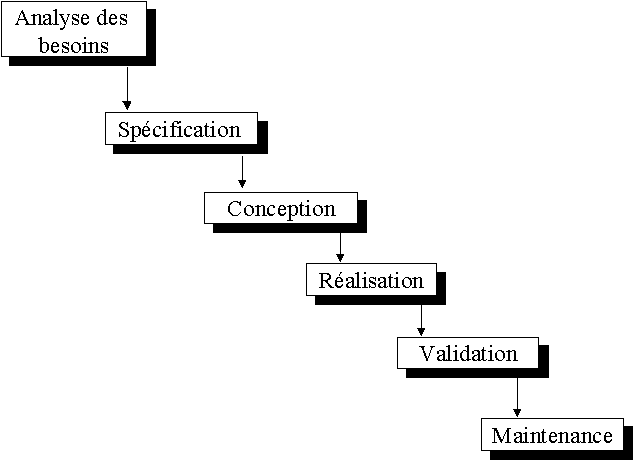 Analyse des
besoins
Spécification
Conception
Réalisation
Validation
Maintenance